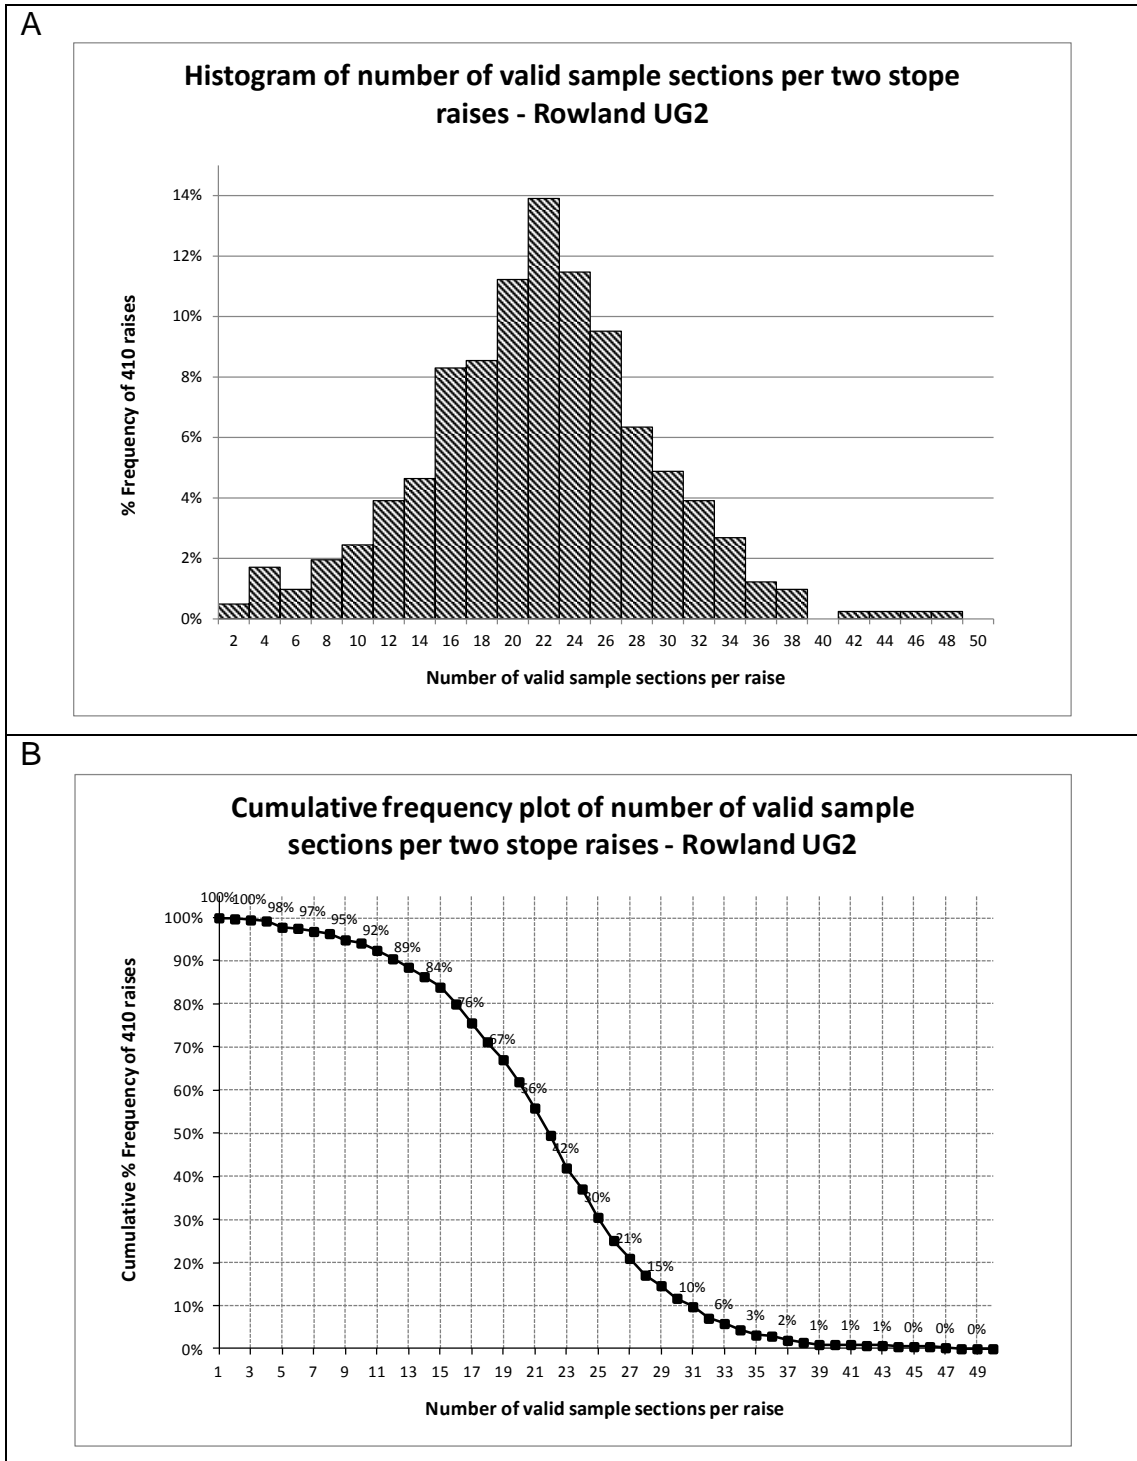 A
Histogram of number of valid sample sections per two stope
raises - Rowland UG2
14%
12%
10%
8%
6%
4%
2%
0%
% Frequency of 410 raises
2 4 6 8 10 12 14 16 18 20 22 24 26 28 30 32 34 36 38 40 42 44 46 48 50
Number of valid sample sections per raise
B
Cumulative frequency plot of number of valid sample
sections per two stope raises - Rowland UG2
100% 100% 98% 97% 95% 92% 89% 84% 76% 67% 56% 42% 30% 21% 15% 10% 6% 3% 2% 1% 1% 1% 0% 0% 0%
100%
90%
80%
70%
60%
50%
40%
30%
20%
10%
0%
Cumulative % Frequency of 410 raises
1 3 5 7 9 11 13 15 17 19 21 23 25 27 29 31 33 35 37 39 41 43 45 47 49
Number of valid sample sections per raise